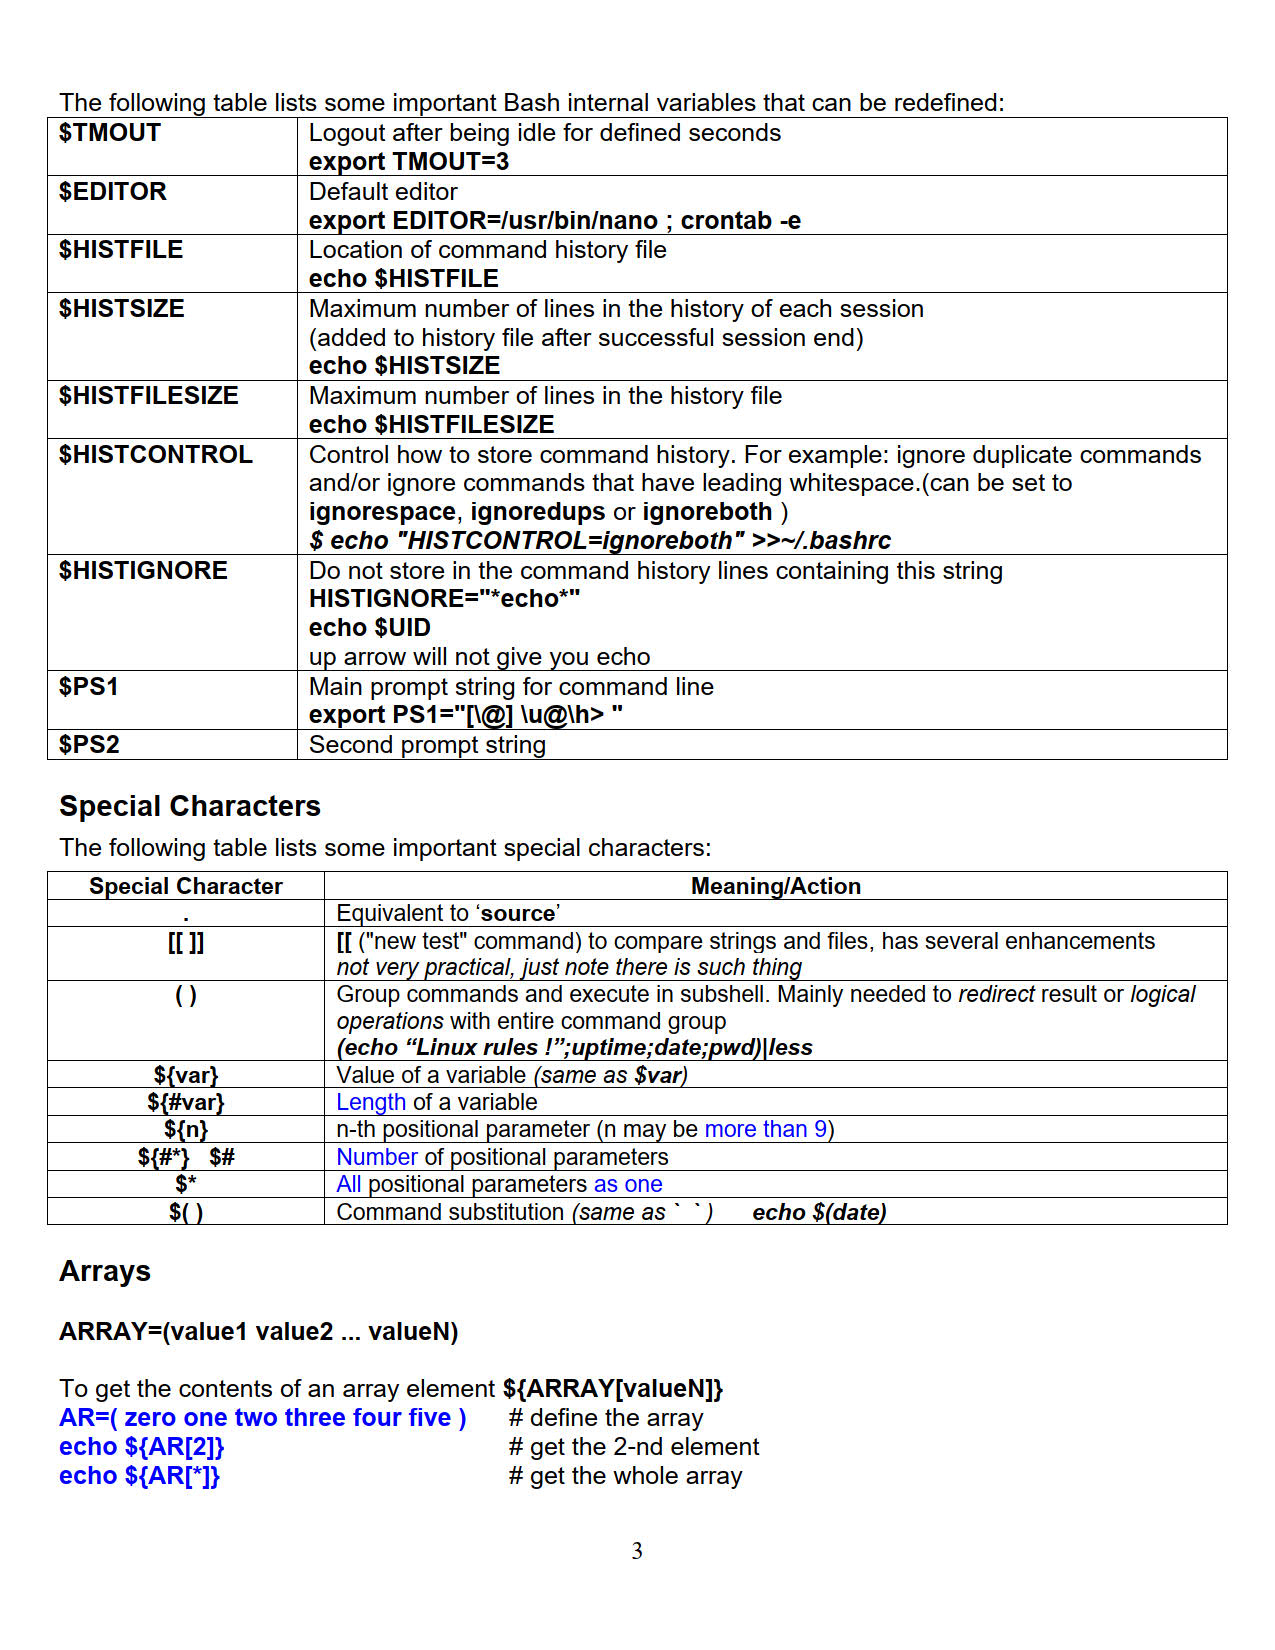 The following table lists some important Bash internal variables that can be redefined:
$TMOUT Logout after being idle for defined seconds
export TMOUT=3
$EDITOR Default editor
export EDITOR=/usr/bin/nano ; crontab -e
$HISTFILE Location of command history file
echo $HISTFILE
$HISTSIZE Maximum number of lines in the history of each session
(added to history file after successful session end)
echo $HISTSIZE
$HISTFILESIZE Maximum number of lines in the history file
echo $HISTFILESIZE
$HISTCONTROL Control how to store command history. For example: ignore duplicate commands
and/or ignore commands that have leading whitespace.(can be set to
ignorespace, ignoredups or ignoreboth )
$ echo "HISTCONTROL=ignoreboth" >>~/.bashrc
$HISTIGNORE Do not store in the command history lines containing this string
HISTIGNORE="*echo*"
echo $UID
up arrow will not give you echo
$PS1 Main prompt string for command line
export PS1="[\@] \u@\h> "
$PS2 Second prompt string
Special Characters
The following table lists some important special characters:
Special Character Meaning/Action
. Equivalent to ‘source’
[[ ]] [[ ("new test" command) to compare strings and files, has several enhancements
not very practical, just note there is such thing
( ) Group commands and execute in subshell. Mainly needed to redirect result or logical
operations with entire command group
(echo “Linux rules !”;uptime;date;pwd)|less
${var} Value of a variable (same as $var)
${#var} Length of a variable
${n} n-th positional parameter (n may be more than 9)
${#*} $# Number of positional parameters
$* All positional parameters as one
$( ) Command substitution (same as ` ` ) echo $(date)
Arrays
ARRAY=(value1 value2 ... valueN)
To get the contents of an array element ${ARRAY[valueN]}
AR=( zero one two three four five ) # define the array
echo ${AR[2]} # get the 2-nd element
echo ${AR[*]} # get the whole array
3